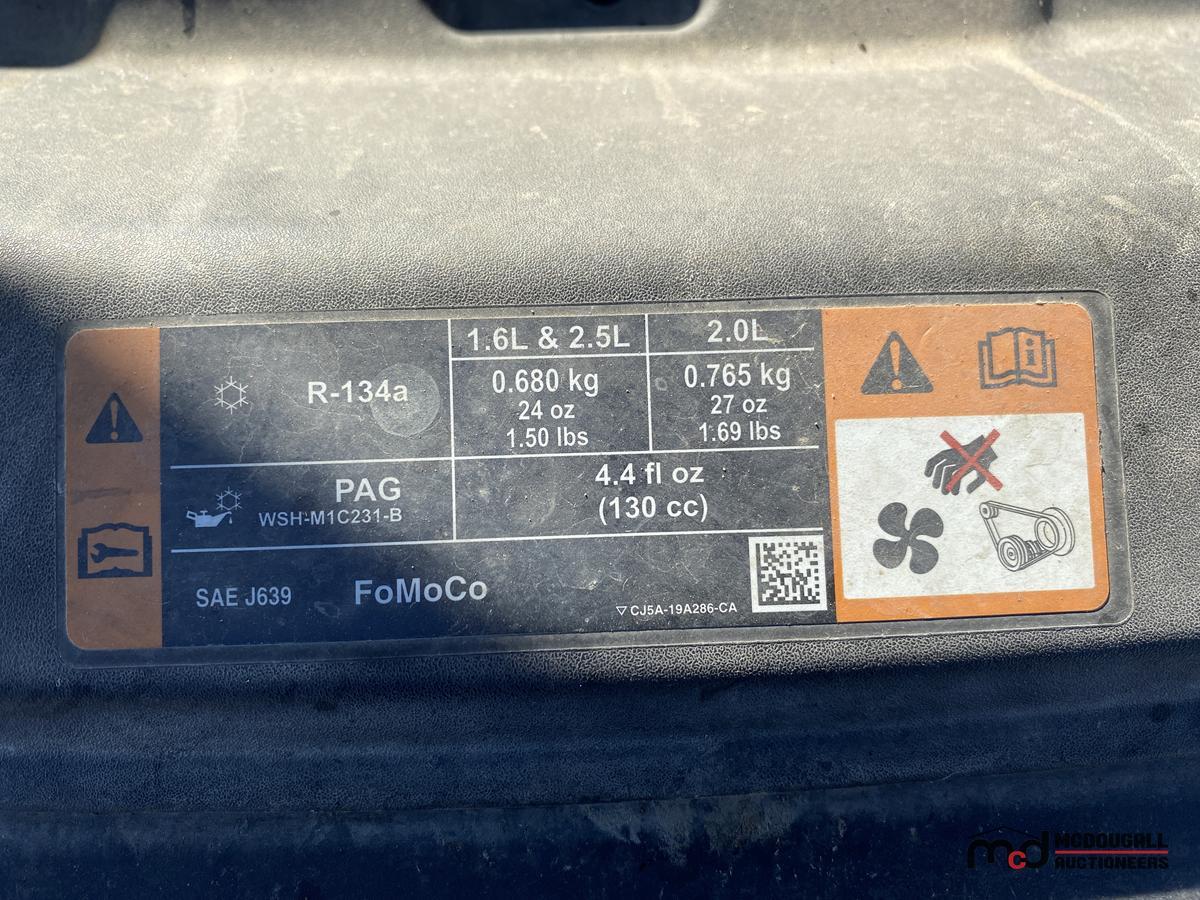 1.6L & 2.5L
2.0L
R-134a
0.680 kg
24 oz
1.50 lbs
0.765 kg
27 oz
1.69 lbs
PAG
WSH-M1C231-B
4.4 fl oz
(130 cc)
SAE J639
FoMoCo
CJ5A-19A286-CA
mcd MCDOUGALL
AUCTIONEERS